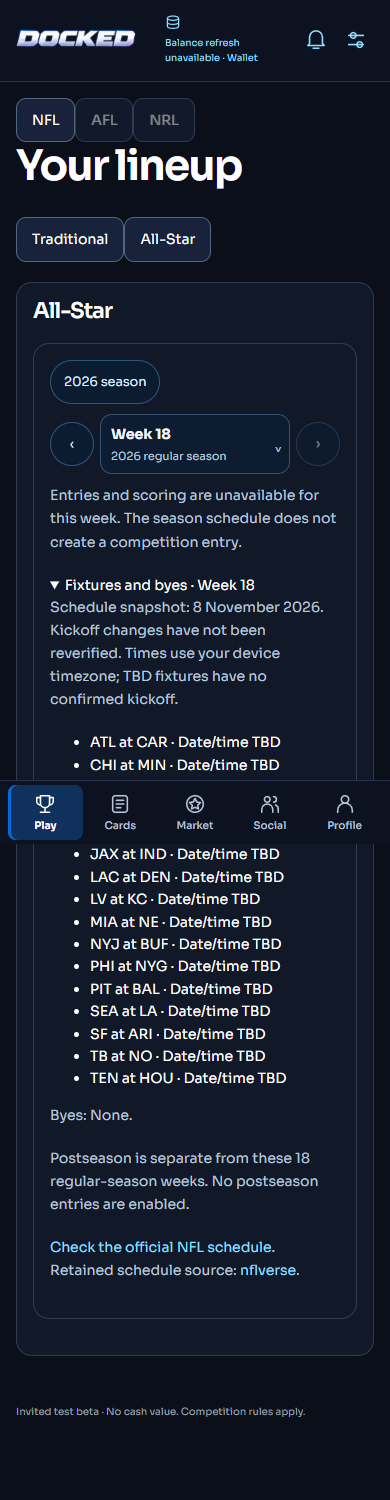 DOCKED
Balance refresh
unavailable · Wallet
NFL
AFL
NRL
Your lineup
Traditional
All-Star
All-Star
2026 season
‹
Week 18
2026 regular season
v
›
Entries and scoring are unavailable for
this week. The season schedule does not
create a competition entry.
▼ Fixtures and byes · Week 18
Schedule snapshot: 8 November 2026.
Kickoff changes have not been
reverified. Times use your device
timezone; TBD fixtures have no
confirmed kickoff.
• ATL at CAR · Date/time TBD
• CHI at MIN · Date/time TBD
Play
Cards
Market
Social
Profile
• JAX at IND · Date/time TBD
• LAC at DEN · Date/time TBD
• LV at KC · Date/time TBD
• MIA at NE · Date/time TBD
• NYJ at BUF · Date/time TBD
• PHI at NYG · Date/time TBD
• PIT at BAL · Date/time TBD
• SEA at LA · Date/time TBD
• SF at ARI · Date/time TBD
• TB at NO · Date/time TBD
• TEN at HOU · Date/time TBD
Byes: None.
Postseason is separate from these 18
regular-season weeks. No postseason
entries are enabled.
Check the official NFL schedule.
Retained schedule source: nflverse.
Invited test beta · No cash value. Competition rules apply.